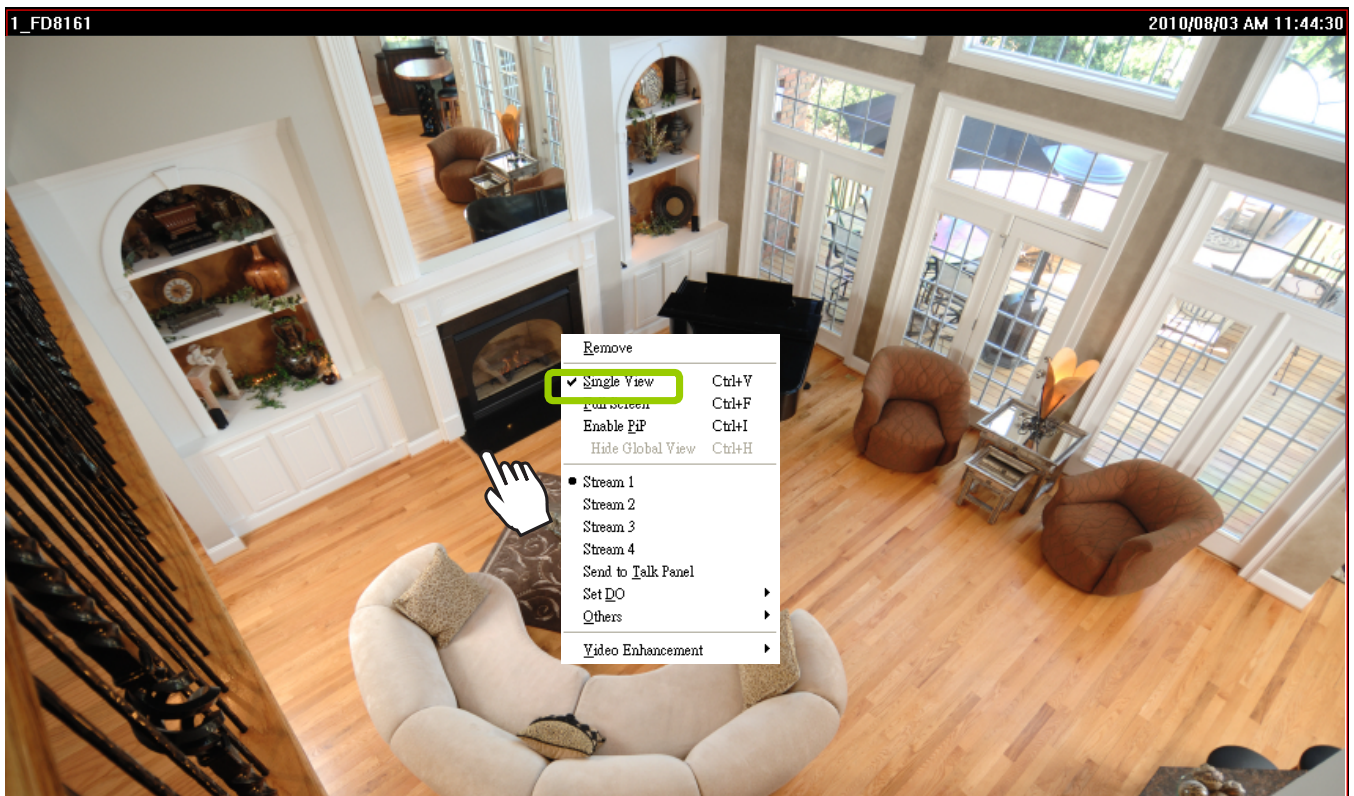 1_FD8161
2010/08/03 AM 11:44:30
Remove
Single View Ctrl+V
Full Screen Ctrl+F
Enable PiP Ctrl+I
Hide Global View Ctrl+H
Stream 1
Stream 2
Stream 3
Stream 4
Send to Talk Panel
Set DO
Others
Video Enhancement